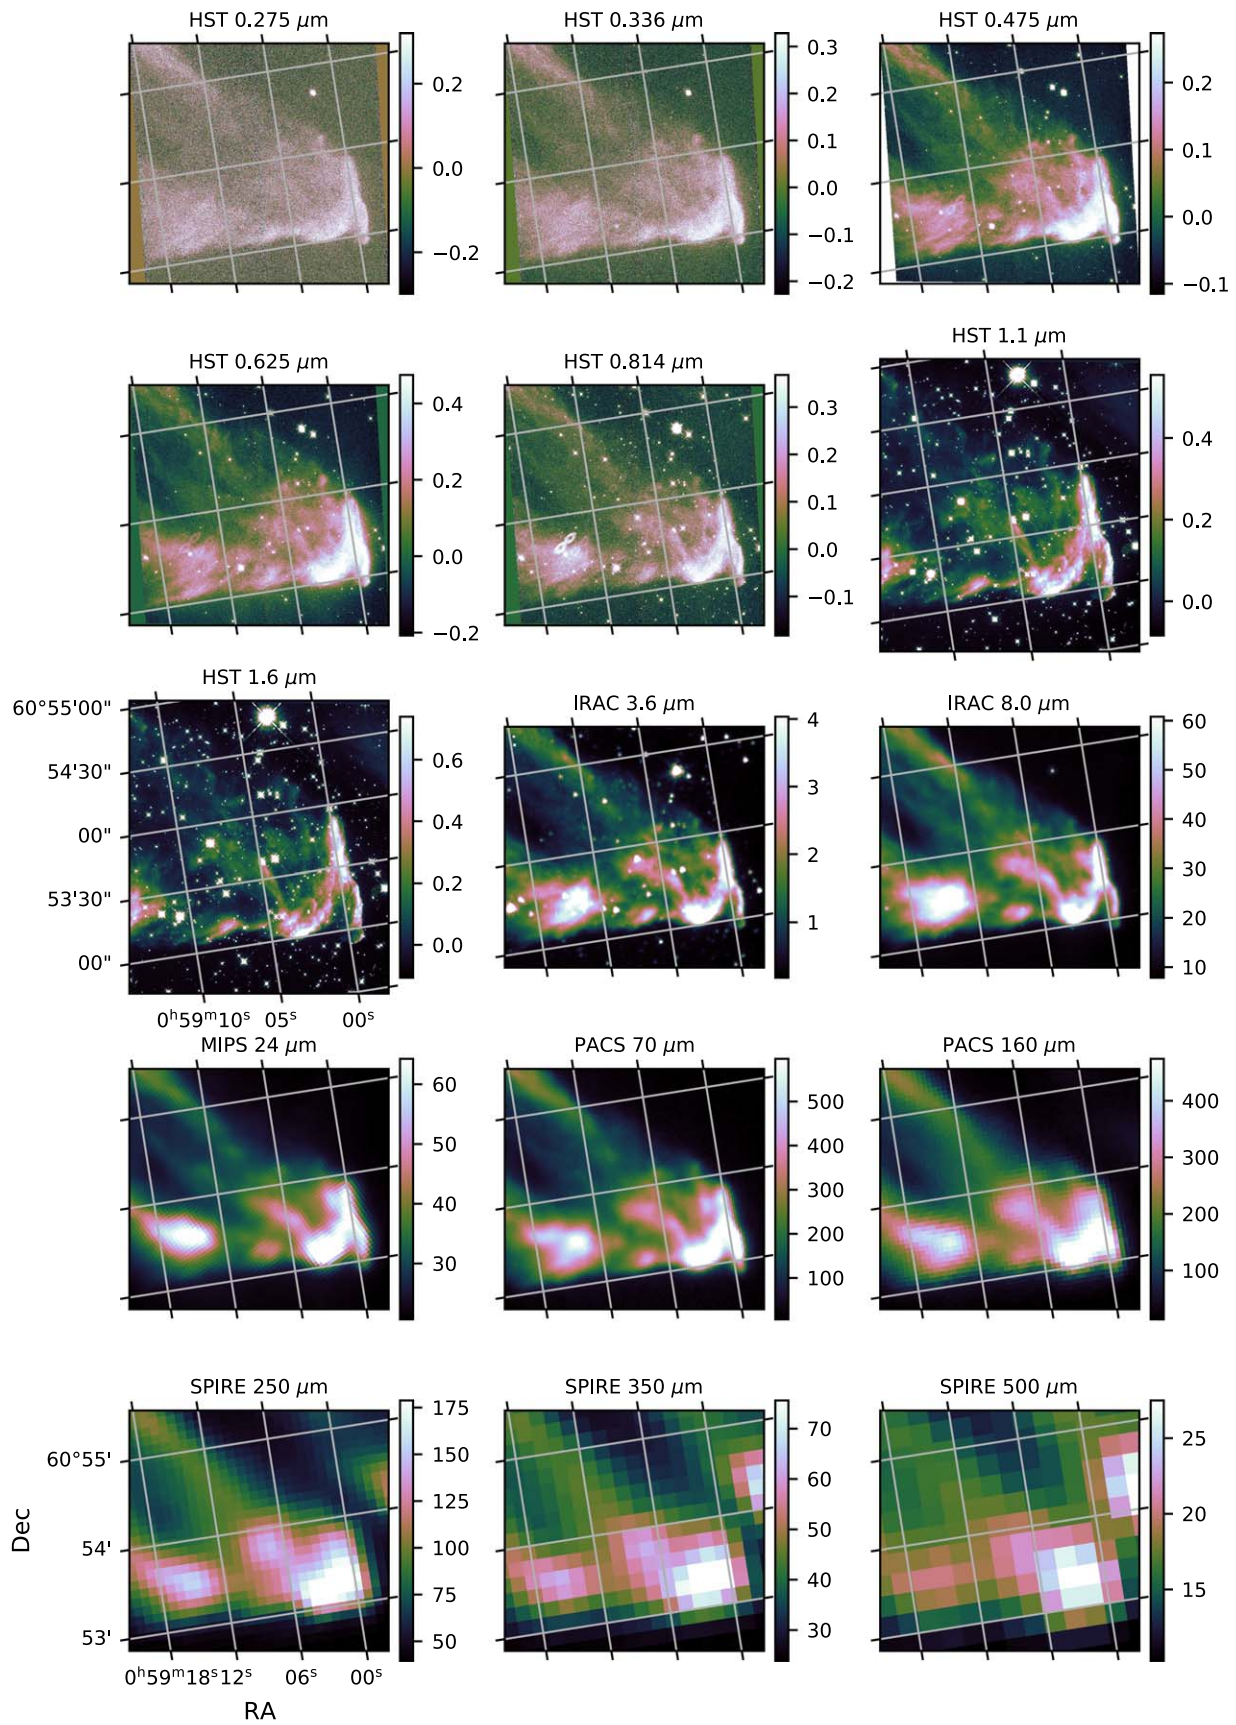 HST 0.275 μm HST 0.336 μm HST 0.475 μm
0.2 0.0 −0.2
0.3 0.2 0.1 0.0 −0.1 −0.2
0.2 0.1 0.0 −0.1
HST 0.625 μm HST 0.814 μm HST 1.1 μm
0.4 0.2 0.0 −0.2
0.3 0.2 0.1 0.0 −0.1
0.4 0.2 0.0
HST 1.6 μm IRAC 3.6 μm IRAC 8.0 μm
60°55'00"
54'30"
00"
53'30"
00"
0.6 0.4 0.2 0.0
4 3 2 1
60 50 40 30 20 10
0ʰ59ᵐ10ˢ 05ˢ 00ˢ
MIPS 24 μm PACS 70 μm PACS 160 μm
60 50 40 30
500 400 300 200 100
400 300 200 100
SPIRE 250 μm SPIRE 350 μm SPIRE 500 μm
60°55'
54'
53'
Dec
175 150 125 100 75 50
70 60 50 40 30
25 20 15
0ʰ59ᵐ18ˢ 12ˢ 06ˢ 00ˢ
RA